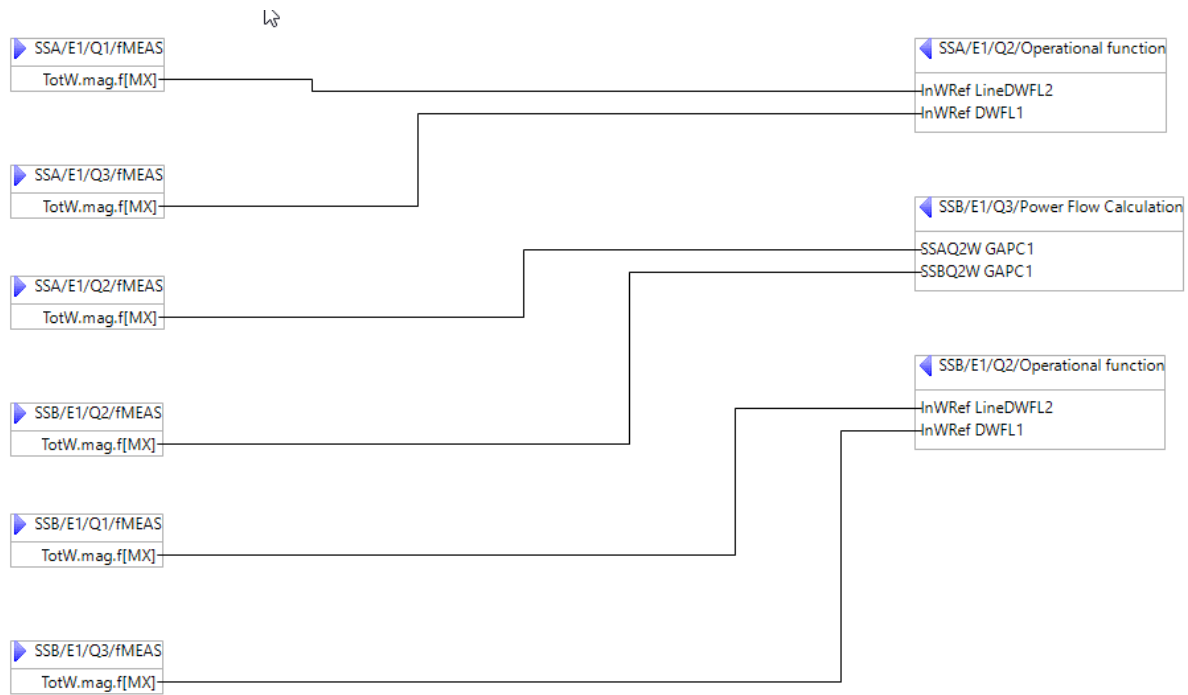 SSA/E1/Q1/fMEAS
TotW.mag.f[MX]
SSA/E1/Q3/fMEAS
TotW.mag.f[MX]
SSA/E1/Q2/fMEAS
TotW.mag.f[MX]
SSB/E1/Q2/fMEAS
TotW.mag.f[MX]
SSB/E1/Q1/fMEAS
TotW.mag.f[MX]
SSB/E1/Q3/fMEAS
TotW.mag.f[MX]
SSA/E1/Q2/Operational function
InWRef LineDWFL2
InWRef DWFL1
SSB/E1/Q3/Power Flow Calculation
SSAQ2W GAPC1
SSBQ2W GAPC1
SSB/E1/Q2/Operational function
InWRef LineDWFL2
InWRef DWFL1